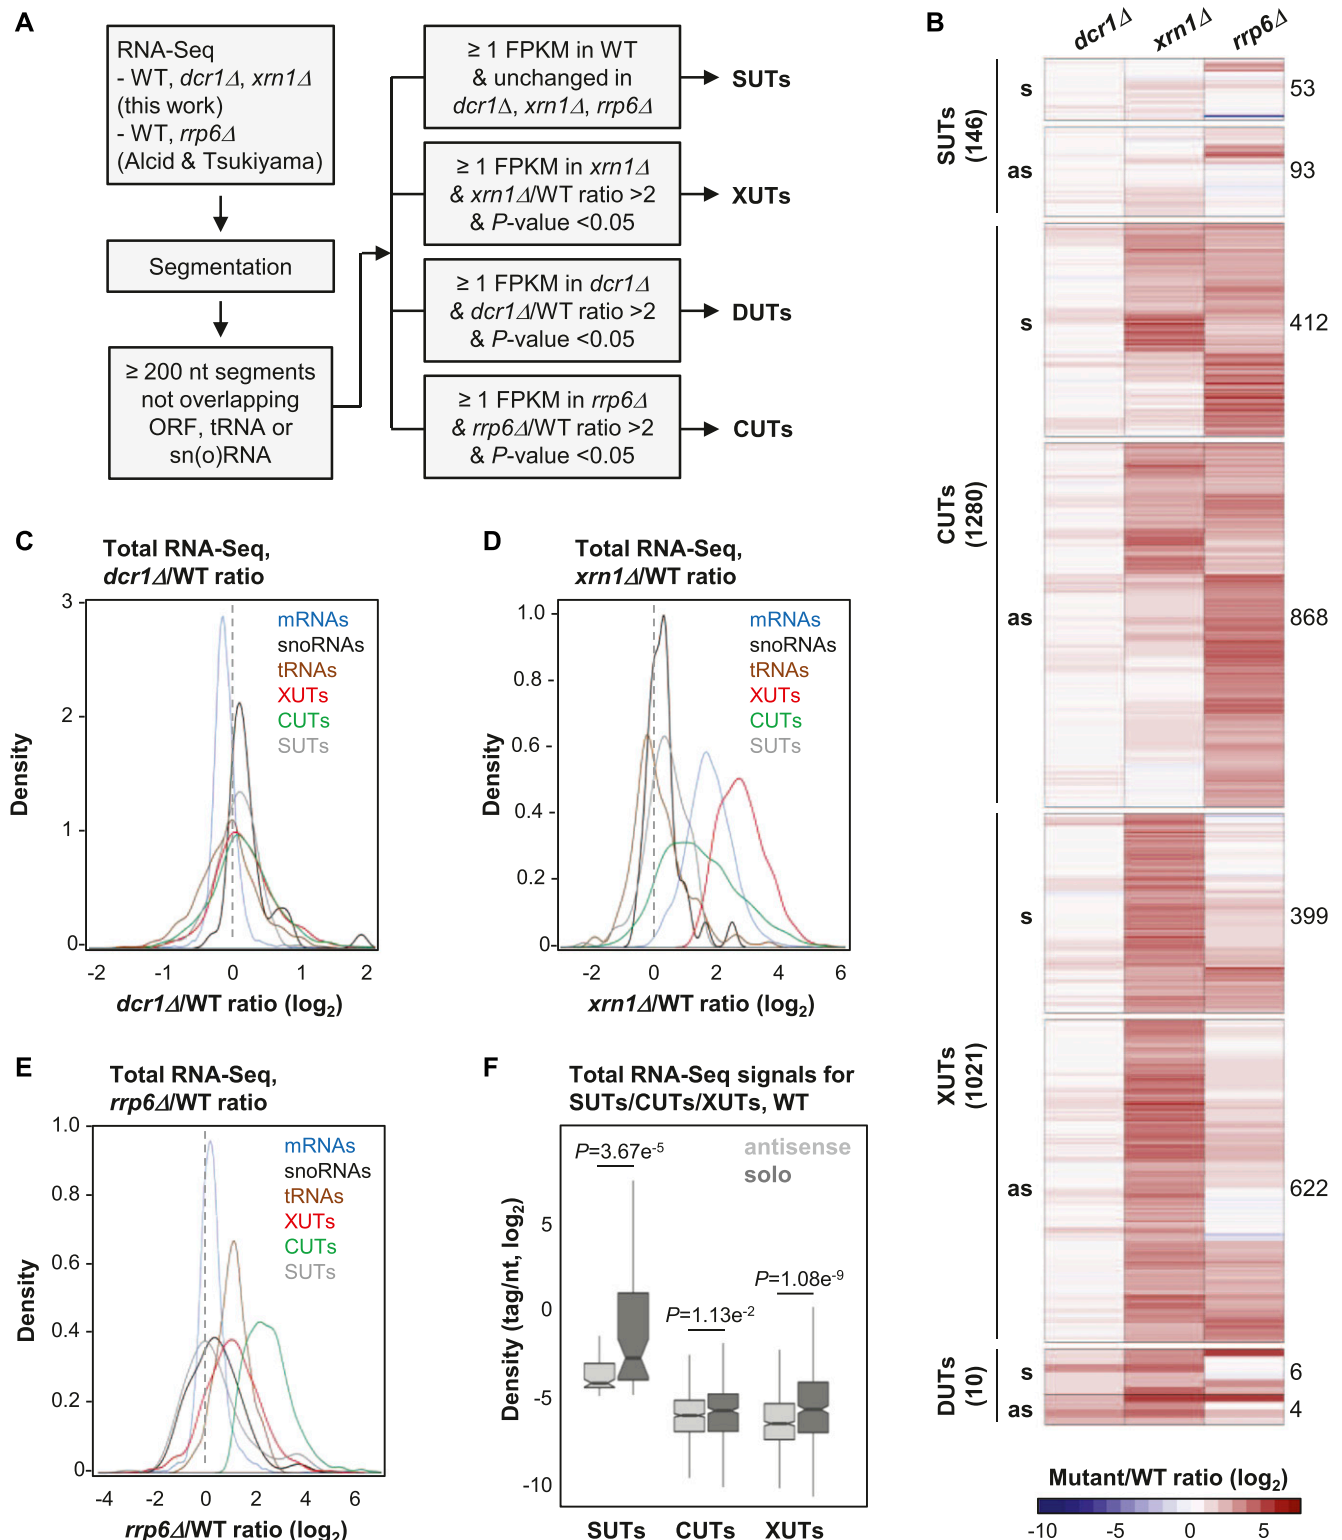 A
RNA-Seq
- WT, dcr1Δ, xrn1Δ
(this work)
- WT, rrp6Δ
(Alcid & Tsukiyama)
Segmentation
≥ 200 nt segments
not overlapping
ORF, tRNA or
sn(o)RNA
≥ 1 FPKM in WT
& unchanged in
dcr1Δ, xrn1Δ, rrp6Δ
SUTs
≥ 1 FPKM in xrn1Δ
& xrn1Δ/WT ratio >2
& P-value <0.05
XUTs
≥ 1 FPKM in dcr1Δ
& dcr1Δ/WT ratio >2
& P-value <0.05
DUTs
≥ 1 FPKM in rrp6Δ
& rrp6Δ/WT ratio >2
& P-value <0.05
CUTs
B
dcr1Δ xrn1Δ rrp6Δ
SUTs
(146)
s 53
as 93
CUTs
(1280)
s 412
as 868
XUTs
(1021)
s 399
as 622
DUTs
(10)
s 6
as 4
Mutant/WT ratio (log2)
-10 -5 0 5
C
Total RNA-Seq,
dcr1Δ/WT ratio
Density
3
2
1
0
mRNAs
snoRNAs
tRNAs
XUTs
CUTs
SUTs
-2 -1 0 1 2
dcr1Δ/WT ratio (log2)
D
Total RNA-Seq,
xrn1Δ/WT ratio
Density
1.0
0.8
0.6
0.4
0.2
0
mRNAs
snoRNAs
tRNAs
XUTs
CUTs
SUTs
-2 0 2 4 6
xrn1Δ/WT ratio (log2)
E
Total RNA-Seq,
rrp6Δ/WT ratio
Density
1.0
0.8
0.6
0.4
0.2
0
mRNAs
snoRNAs
tRNAs
XUTs
CUTs
SUTs
-4 -2 0 2 4 6
rrp6Δ/WT ratio (log2)
F
Total RNA-Seq signals for
SUTs/CUTs/XUTs, WT
Density (tag/nt, log2)
5
0
-5
-10
antisense
solo
P=3.67e-5
P=1.13e-2
P=1.08e-9
SUTs CUTs XUTs